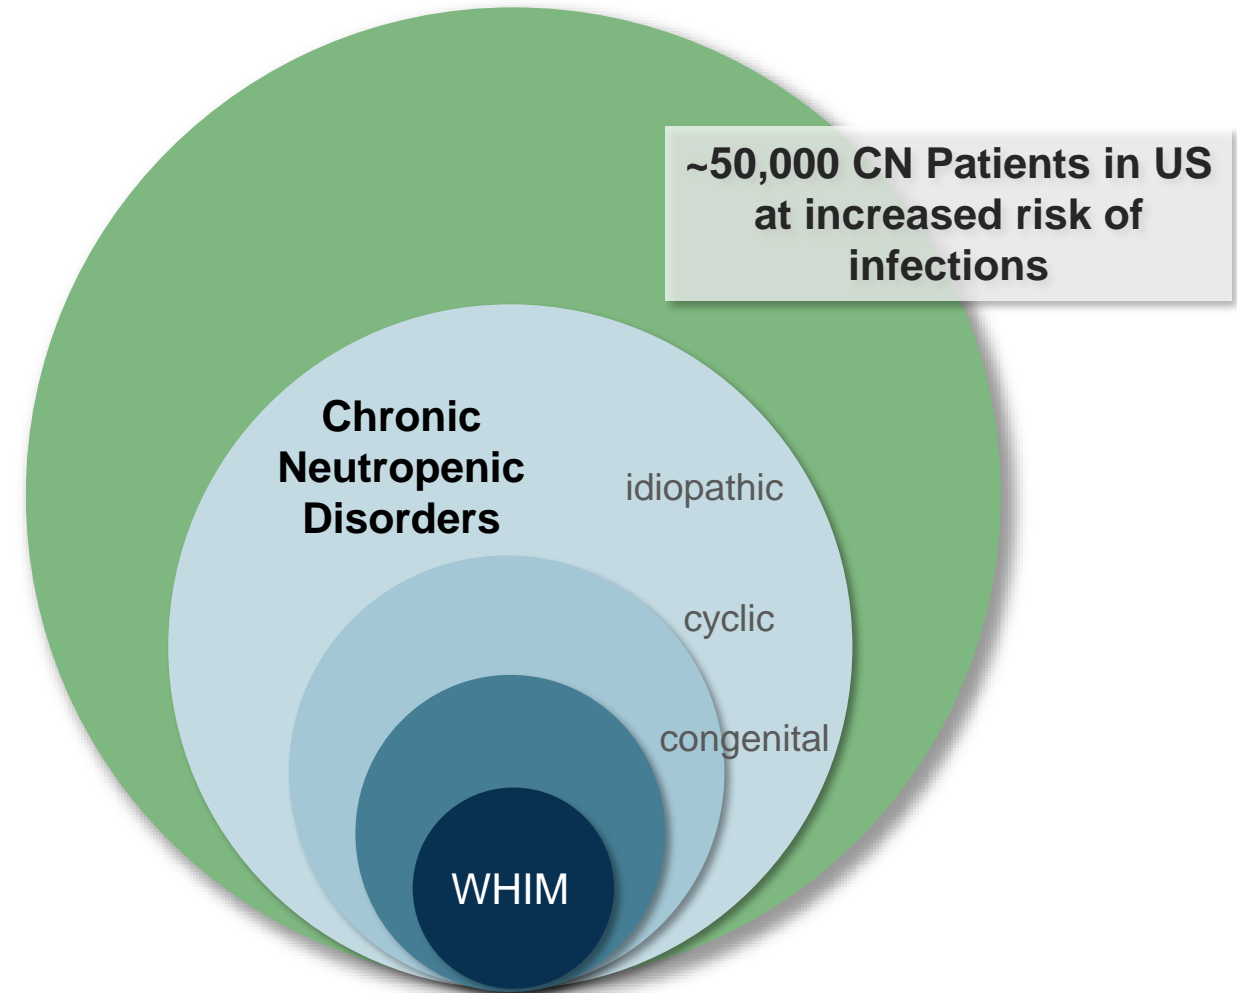 ~50,000 CN Patients in US
at increased risk of
infections
Chronic
Neutropenic
Disorders
idiopathic
cyclic
congenital
WHIM